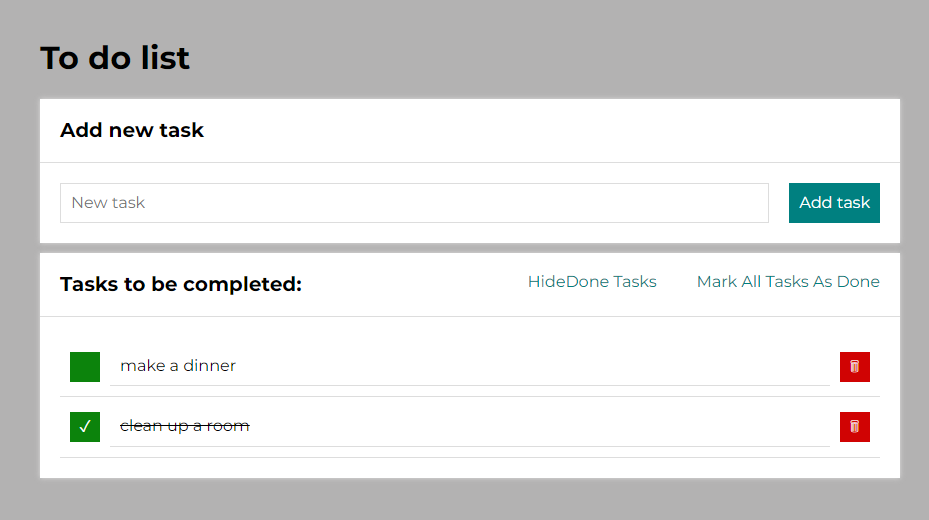 To do list
Add new task
New task Add task
Tasks to be completed: HideDone Tasks Mark All Tasks As Done
make a dinner
✓ clean up a room